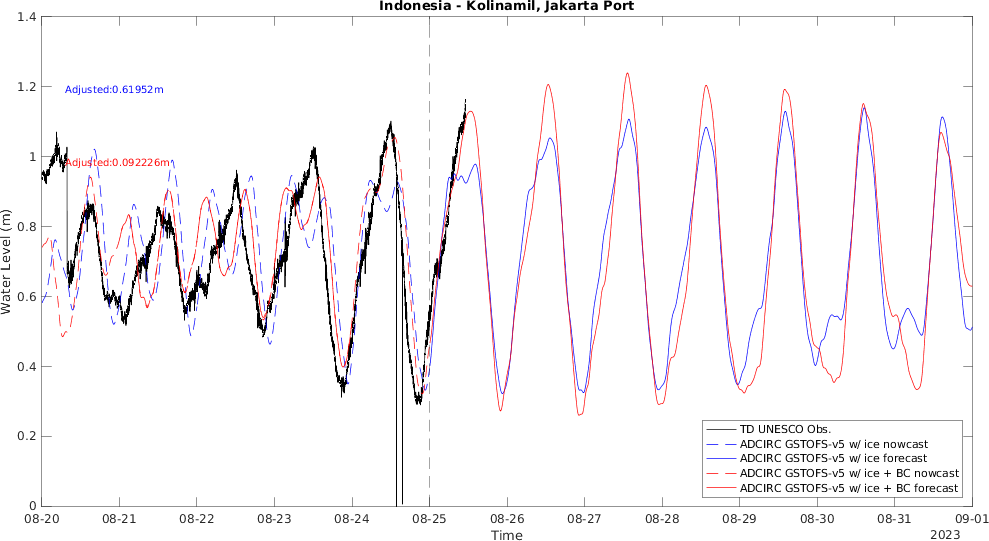 Indonesia - Kolinamil, Jakarta Port
Water Level (m)
1.4
1.2
1
0.8
0.6
0.4
0.2
0
Adjusted:0.61952m
Adjusted:0.092226m
TD UNESCO Obs.
ADCIRC GSTOFS-v5 w/ ice nowcast
ADCIRC GSTOFS-v5 w/ ice forecast
ADCIRC GSTOFS-v5 w/ ice + BC nowcast
ADCIRC GSTOFS-v5 w/ ice + BC forecast
08-20 08-21 08-22 08-23 08-24 08-25 08-26 08-27 08-28 08-29 08-30 08-31 09-01
Time
2023